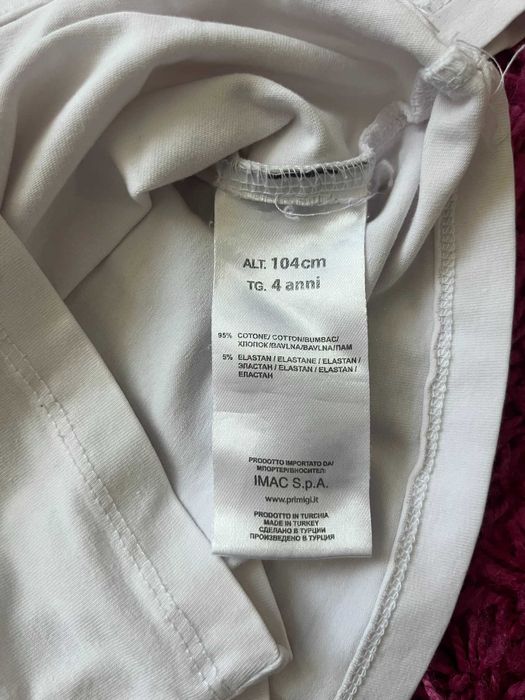 ALT. 104cm
TG. 4 anni
95% COTONE/ COTTON/BUMBAC/
ХЛОПОК/BAVLNA/BAVLNA/ПАМ
5% ELASTAN / ELASTANE / ELASTAN /
ЭЛАСТАН / ELASTAN / ELASTAN /
ЕЛАСТАН
PRODOTTO IMPORTATO DA/
ИМПОРТЕР/ВНОСИТЕЛ:
IMAC S.p.A.
www.primigi.it
PRODOTTO IN TURCHIA
MADE IN TURKEY
СДЕЛАНО В ТУРЦИИ
ПРОИЗВЕДЕНО В ТУРЦИЯ